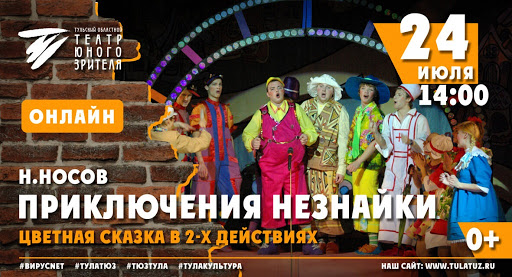 ТУЛЬСКИЙ ОБЛАСТНОЙ
ТЕАТР
ЮНОГО
ЗРИТЕЛЯ
24
ИЮЛЯ
14:00
ОНЛАЙН
Н.НОСОВ
ПРИКЛЮЧЕНИЯ НЕЗНАЙКИ
ЦВЕТНАЯ СКАЗКА В 2-Х ДЕЙСТВИЯХ
0+
#ВИРУСNET #ТУЛАТЮЗ #ТЮЗТУЛА #ТУЛАКУЛЬТУРА
НАШ САЙТ: WWW.TULATUZ.RU